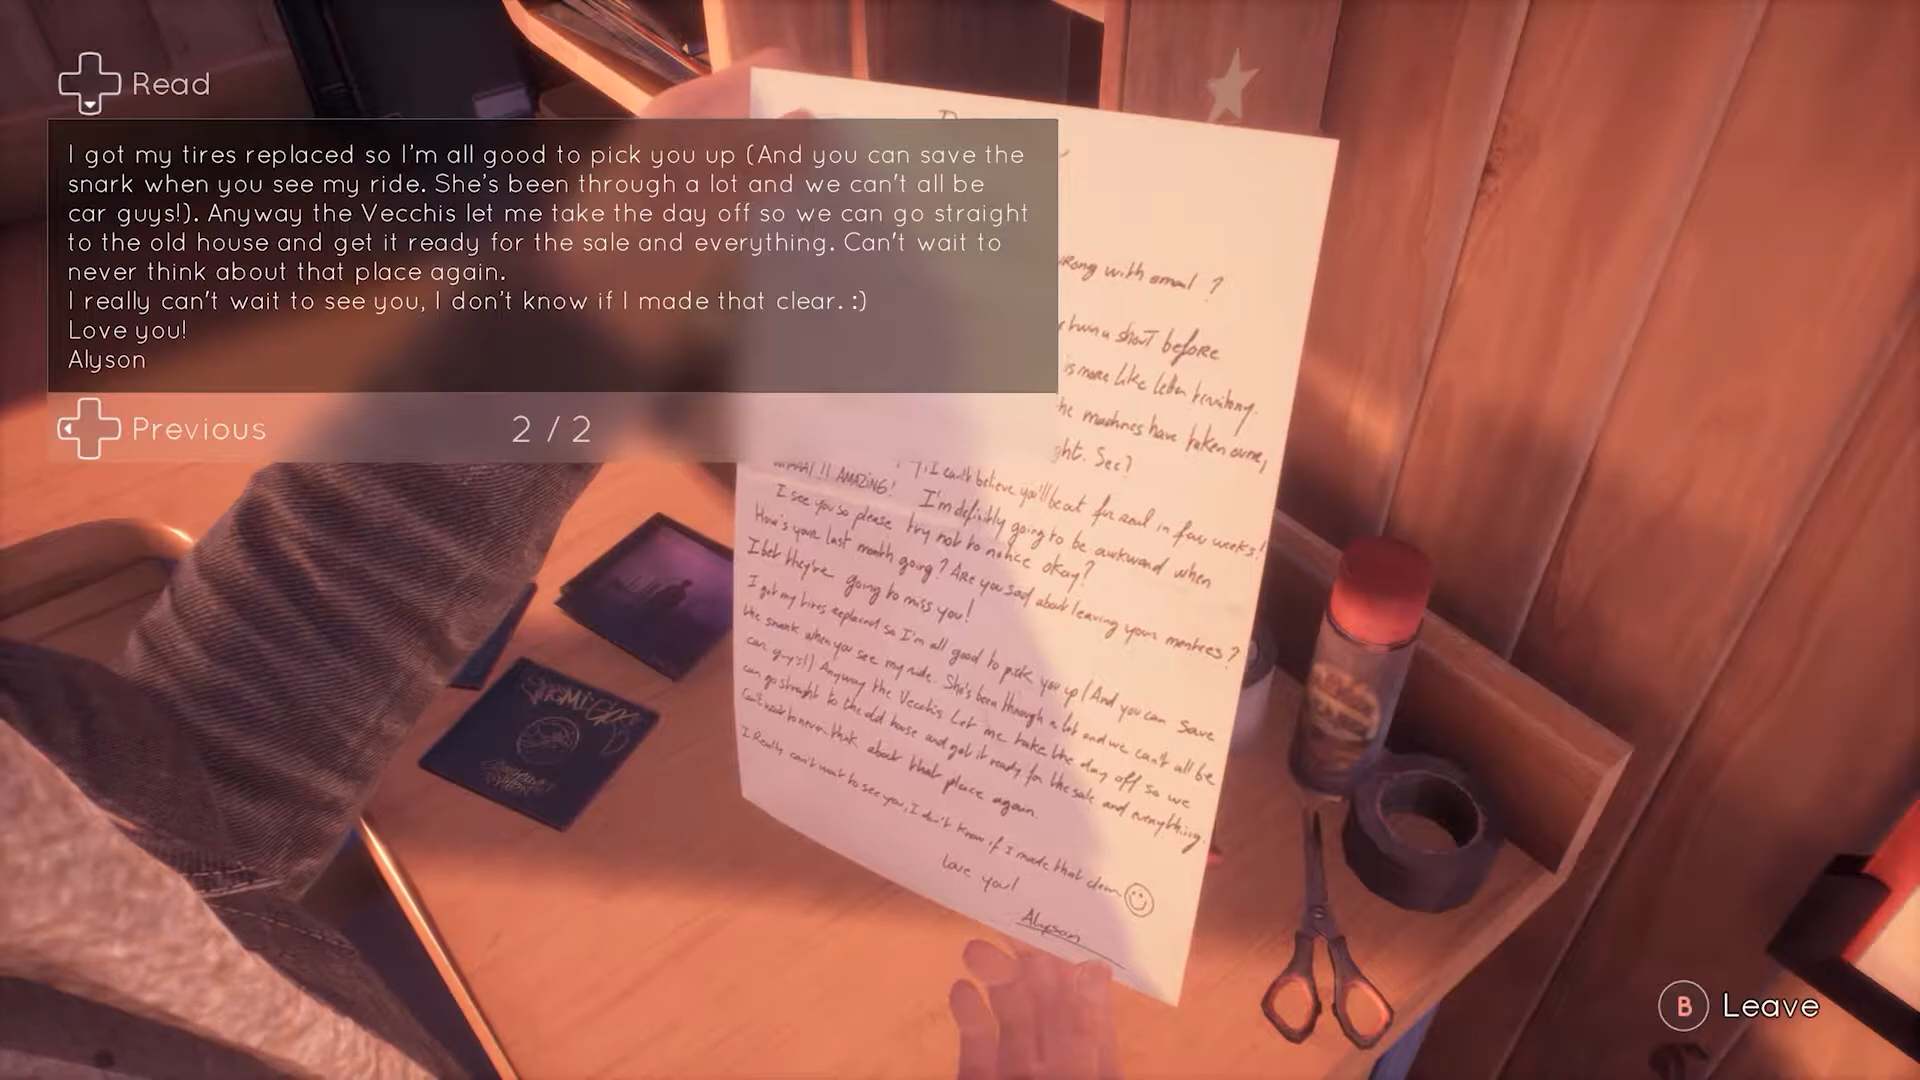 Read
I got my tires replaced so I'm all good to pick you up (And you can save the
snark when you see my ride. She's been through a lot and we can't all be
car guys!). Anyway the Vecchis let me take the day off so we can go straight
to the old house and get it ready for the sale and everything. Can't wait to
never think about that place again.
I really can't wait to see you, I don't know if I made that clear. :)
Love you!
Alyson
Previous
2 / 2
wrong with email ?
short before
is more like letter territory.
the machines have taken over,
ght. See?
AMAZING! I can't believe you'll be out for real in few weeks!
I'm definitly going to be awkward when
I see you so please try not to notice okay?
How's your last month going? Are you sad about leaving your mentees?
I bet they're going to miss you!
I got my tires replaced so I'm all good to pick you up (And you can save
the snark when you see my ride. She's been through a lot and we can't all be
car guys!) Anyway the Vecchis let me take the day off so we
can go straight to the old house and get it ready for the sale and everything.
Can't wait to never think about that place again.
I Really can't wait to see you, I don't know if I made that clear
Love you!
Alyson
B Leave